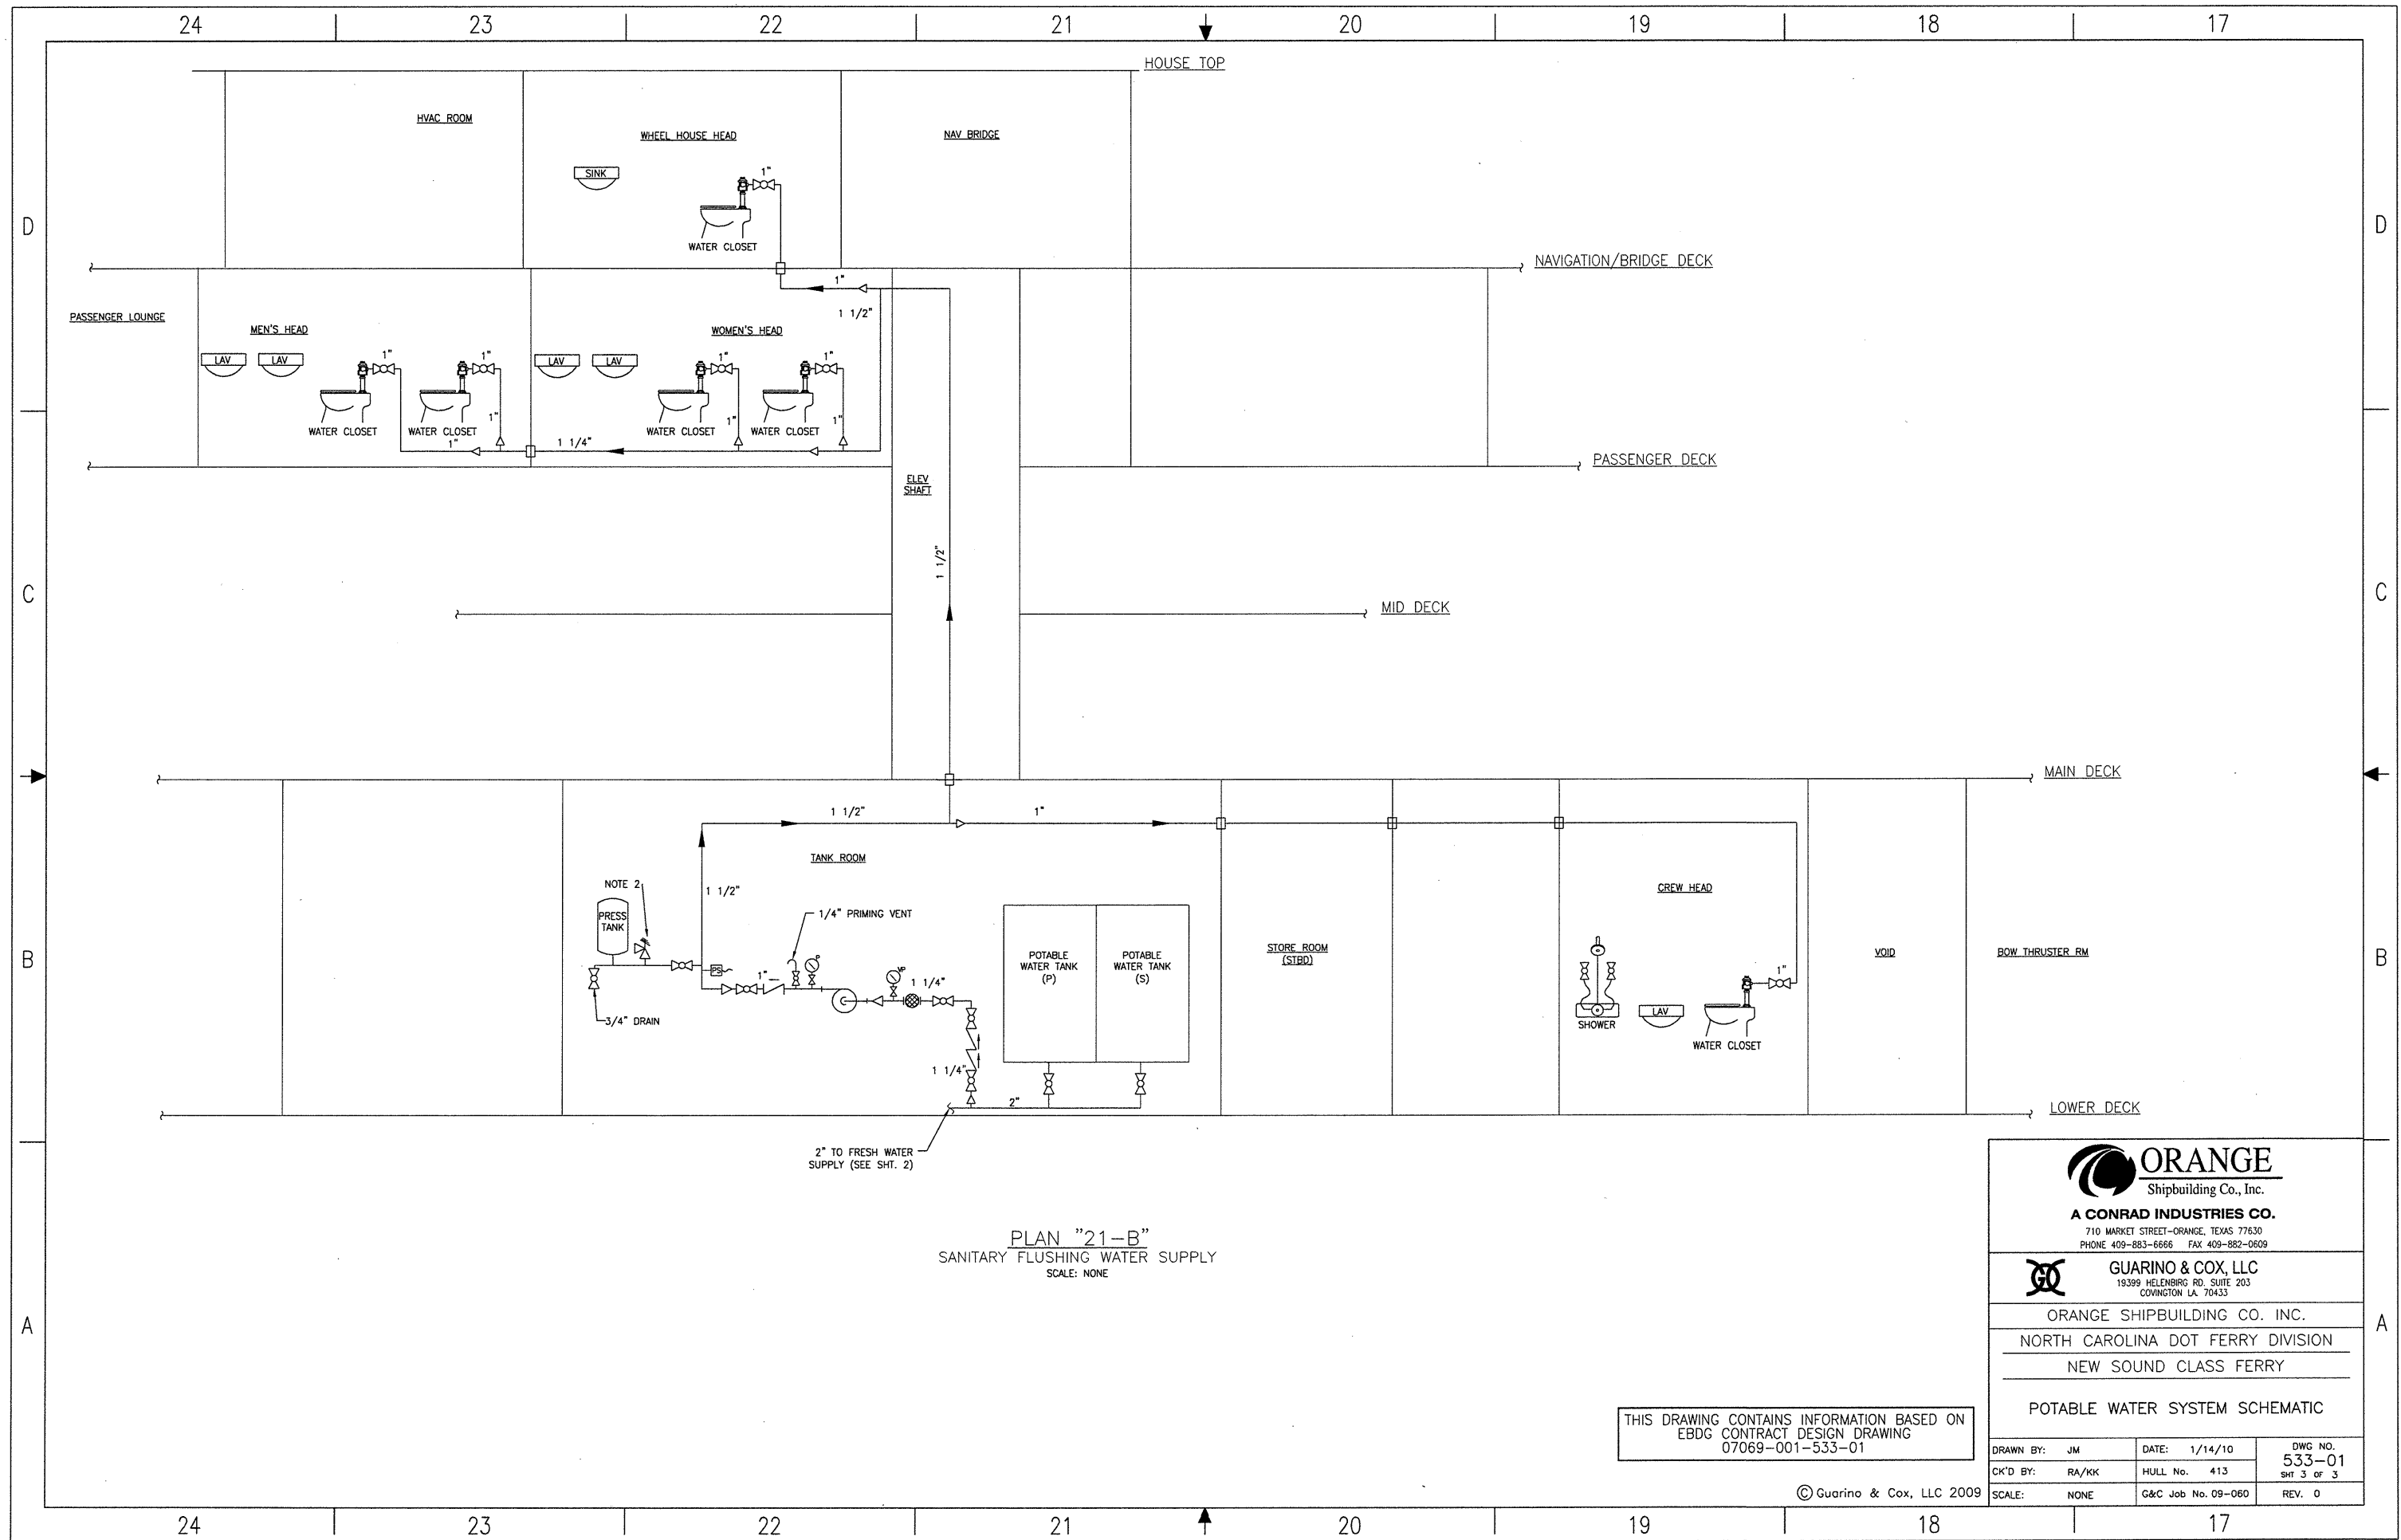 24 23 22 21 20 19 18 17
HOUSE TOP
HVAC ROOM
WHEEL HOUSE HEAD
NAV BRIDGE
SINK
1"
WATER CLOSET
D
D
NAVIGATION/BRIDGE DECK
1"
1 1/2"
PASSENGER LOUNGE
MEN'S HEAD
WOMEN'S HEAD
LAV LAV 1" 1" LAV LAV 1" 1"
1" 1" 1"
WATER CLOSET WATER CLOSET WATER CLOSET WATER CLOSET
1" 1 1/4"
PASSENGER DECK
ELEV
SHAFT
1 1/2"
C
C
MID DECK
MAIN DECK
1 1/2" 1"
TANK ROOM
NOTE 2
1 1/2"
PRESS
TANK
1/4" PRIMING VENT
CREW HEAD
POTABLE
WATER TANK
(P)
POTABLE
WATER TANK
(S)
STORE ROOM
(STBD)
VOID
BOW THRUSTER RM
B
B
PS
1"
P
VP
1 1/4"
1"
3/4" DRAIN
SHOWER
LAV
WATER CLOSET
1 1/4"
2"
LOWER DECK
2" TO FRESH WATER
SUPPLY (SEE SHT. 2)
PLAN "21-B"
SANITARY FLUSHING WATER SUPPLY
SCALE: NONE
A
A
THIS DRAWING CONTAINS INFORMATION BASED ON
EBDG CONTRACT DESIGN DRAWING
07069-001-533-01
© Guarino & Cox, LLC 2009
ORANGE
Shipbuilding Co., Inc.
A CONRAD INDUSTRIES CO.
710 MARKET STREET-ORANGE, TEXAS 77630
PHONE 409-883-6666 FAX 409-882-0609
GC
GUARINO & COX, LLC
19399 HELENBIRG RD. SUITE 203
COVINGTON LA. 70433
ORANGE SHIPBUILDING CO. INC.
NORTH CAROLINA DOT FERRY DIVISION
NEW SOUND CLASS FERRY
POTABLE WATER SYSTEM SCHEMATIC
DRAWN BY: JM DATE: 1/14/10 DWG NO.
533-01
SHT 3 OF 3
CK'D BY: RA/KK HULL No. 413
SCALE: NONE G&C Job No. 09-060 REV. 0
24 23 22 21 20 19 18 17